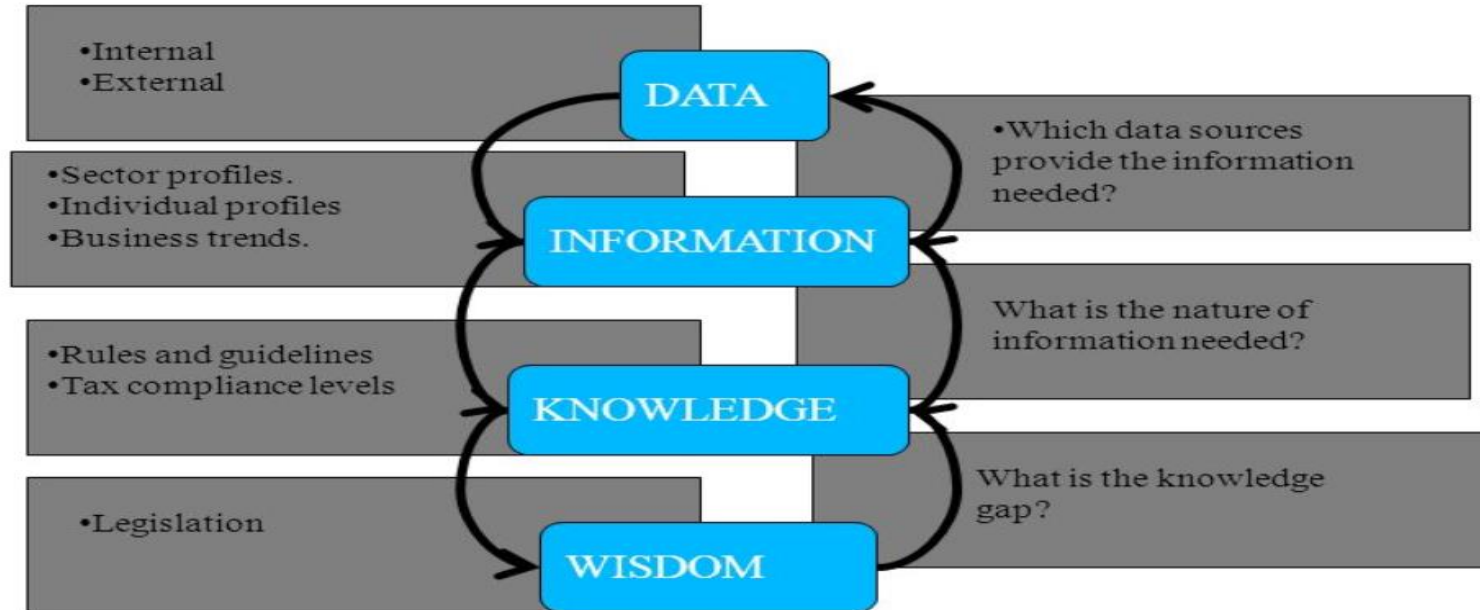 •Internal
•External
DATA
•Which data sources
provide the information
needed?
•Sector profiles.
•Individual profiles
•Business trends.
INFORMATION
What is the nature of
information needed?
•Rules and guidelines
•Tax compliance levels
KNOWLEDGE
What is the knowledge
gap?
•Legislation
WISDOM